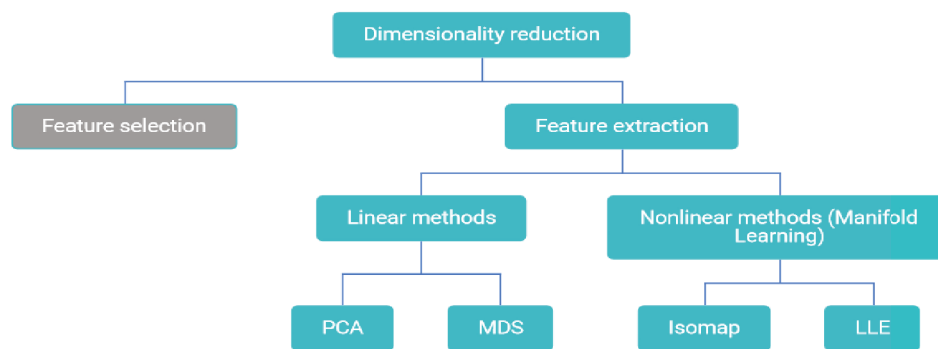 Dimensionality reduction
Feature selection
Feature extraction
Linear methods
Nonlinear methods (Manifold
Learning)
PCA
MDS
Isomap
LLE